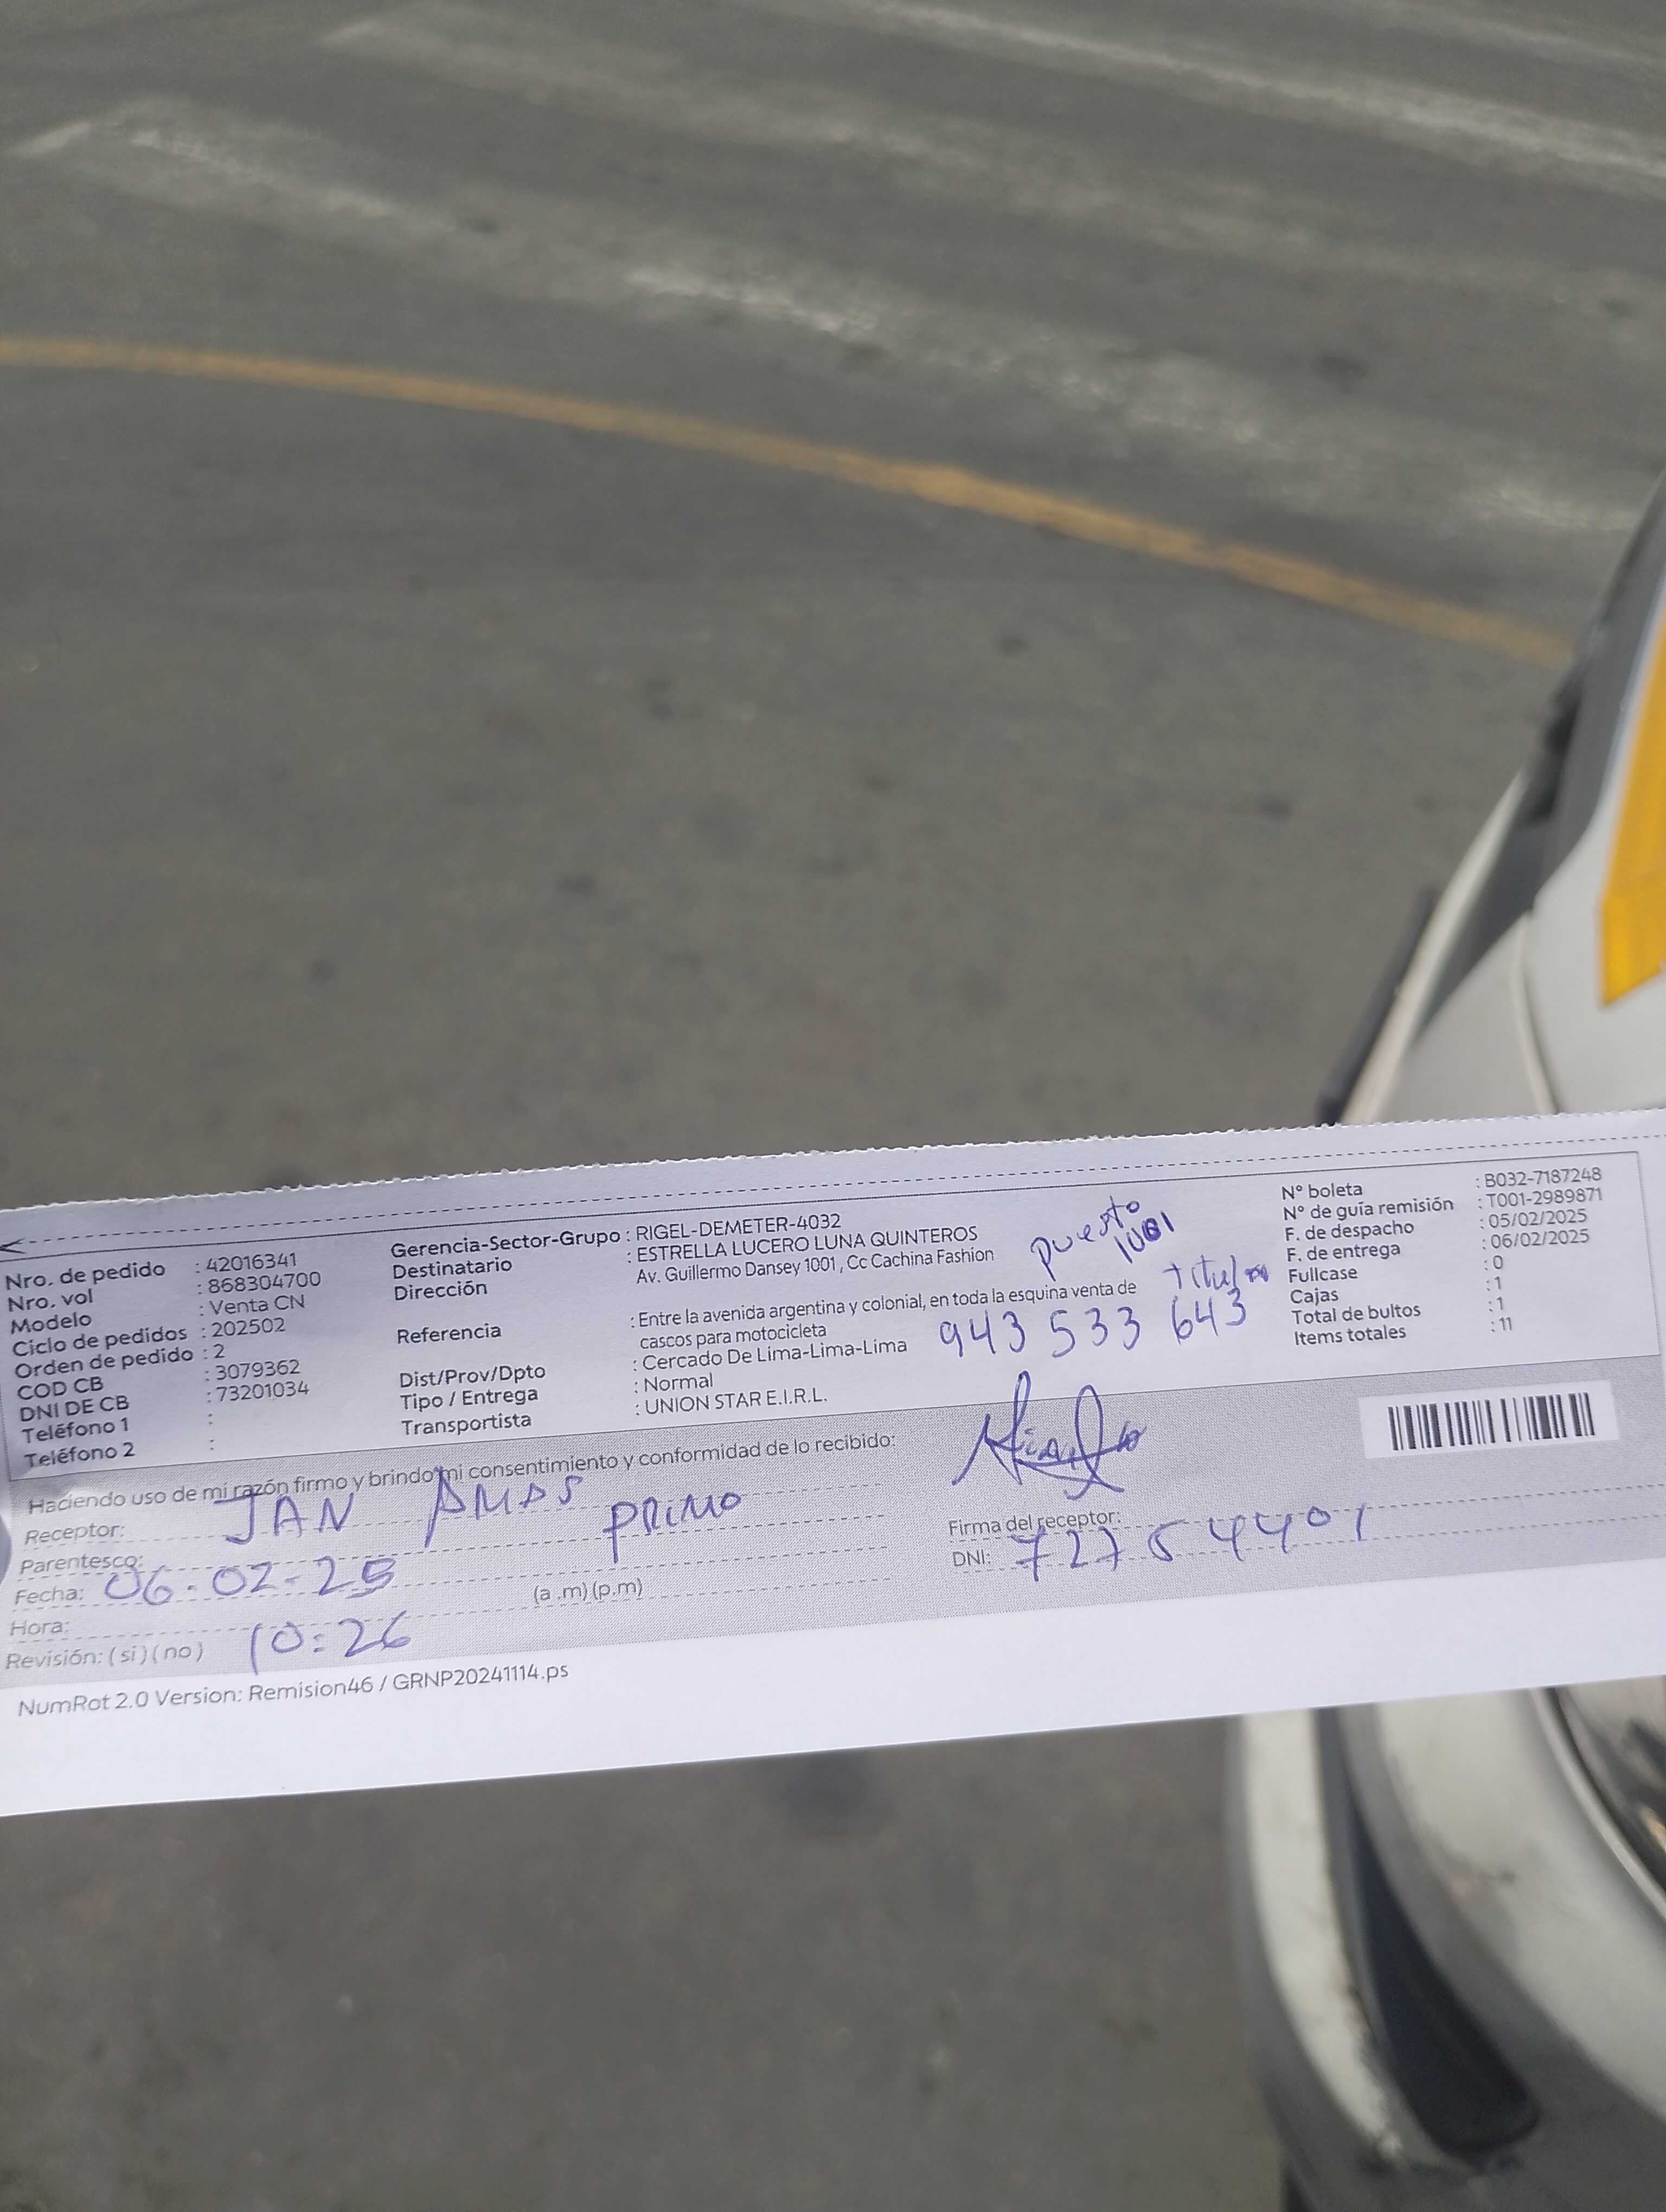 Nro. de pedido : 42016341
Nro. vol : 868304700
Modelo : Venta CN
Ciclo de pedidos : 202502
Orden de pedido : 2
COD CB : 3079362
DNI DE CB : 73201034
Teléfono 1 :
Teléfono 2 :
Gerencia-Sector-Grupo : RIGEL-DEMETER-4032
Destinatario : ESTRELLA LUCERO LUNA QUINTEROS
Dirección Av. Guillermo Dansey 1001 , Cc Cachina Fashion
Referencia : Entre la avenida argentina y colonial, en toda la esquina venta de
cascos para motocicleta
Dist/Prov/Dpto : Cercado De Lima-Lima-Lima
Tipo / Entrega : Normal
Transportista : UNION STAR E.I.R.L.
puesto
1001
titular
943 533 643
N° boleta : B032-7187248
N° de guía remisión : T001-2989871
F. de despacho : 05/02/2025
F. de entrega : 06/02/2025
Fullcase : 0
Cajas : 1
Total de bultos : 1
Items totales : 11
Haciendo uso de mi razón firmo y brindo mi consentimiento y conformidad de lo recibido:
Receptor: JAN
Parentesco: PRIMO
Fecha: 06-02-25
Hora: (a .m) (p.m)
10:26
Revisión: ( si ) ( no )
Firma del receptor:
DNI:
NumRot 2.0 Version: Remision46 / GRNP20241114.ps